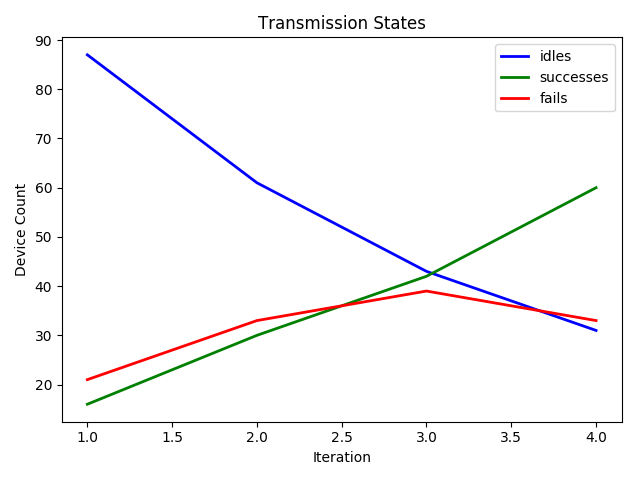 Transmission States
90
80
70
60
50
40
30
20
Device Count
idles
successes
fails
1.0 1.5 2.0 2.5 3.0 3.5 4.0
Iteration